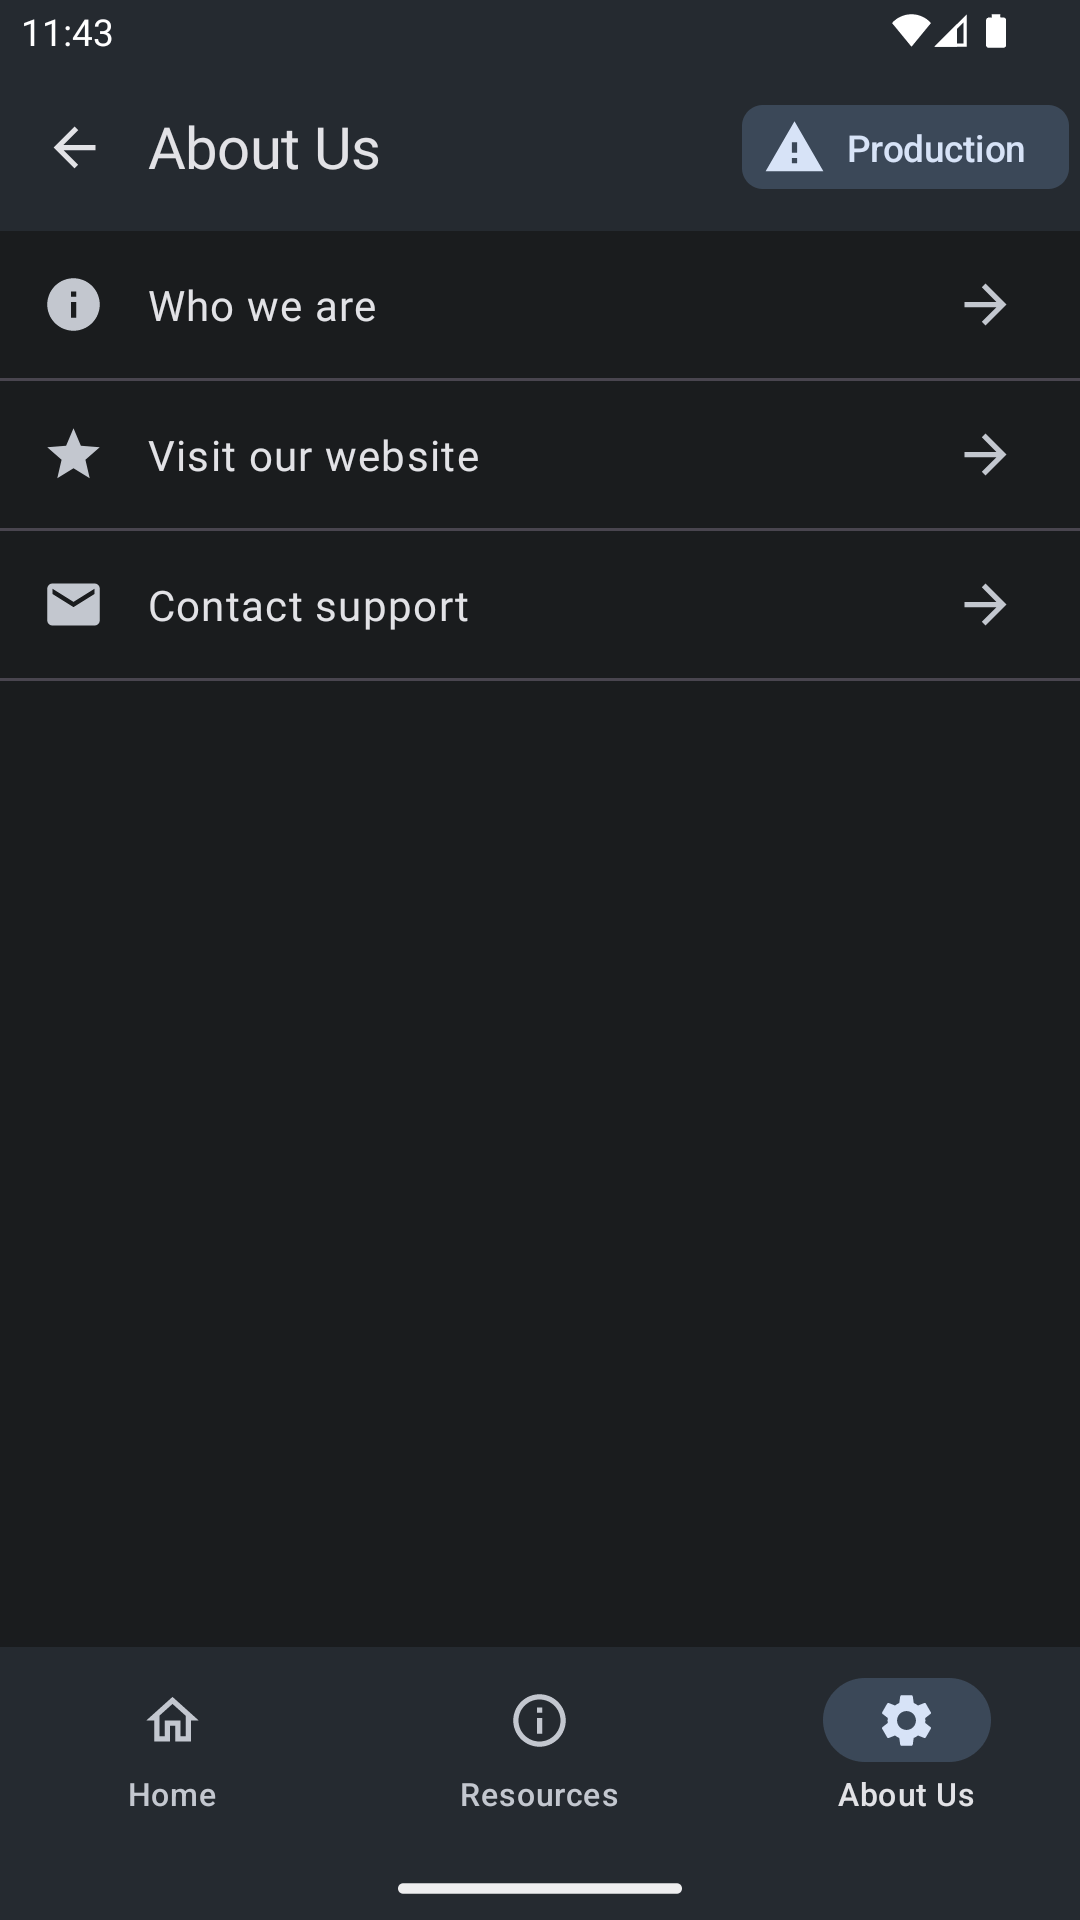 11:43
About Us
Production
Who we are
Visit our website
Contact support
Home
Resources
About Us